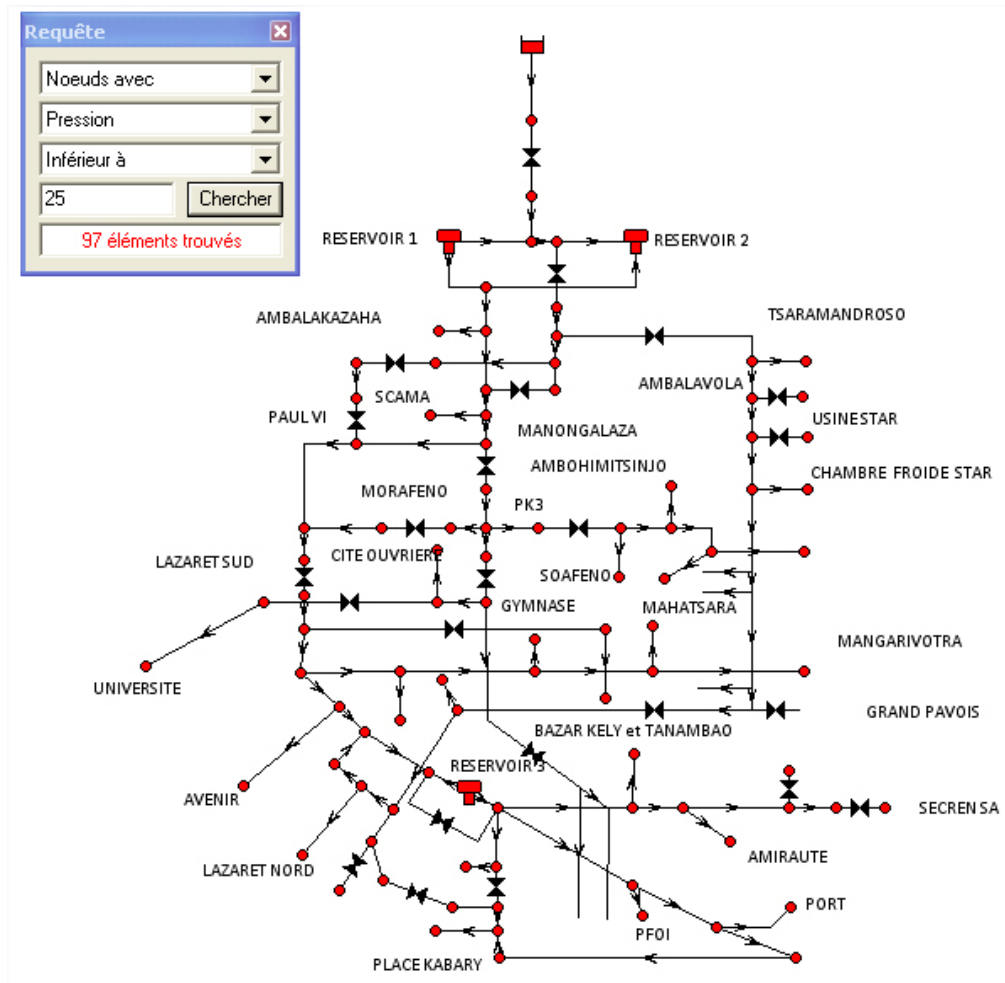 Requête
Noeuds avec
Pression
Inférieur à
25
Chercher
97 éléments trouvés
RESERVOIR 1
RESERVOIR 2
AMBALAKAZAHA
TSARAMANDROSO
AMBALAVOLA
SCAMA
PAUL VI
USINESTAR
MANONGALAZA
AMBOHIMITSINJO
CHAMBRE FROIDE STAR
MORAFENO
PK3
CITE OUVRIERE
LAZARET SUD
SOAFENO
GYMNASE
MAHATSARA
MANGARIVOTRA
UNIVERSITE
GRAND PAVOIS
BAZAR KELY et TANAMBAO
RESERVOIR 3
AVENIR
SECREN SA
AMIRAUTE
LAZARET NORD
PORT
PFOI
PLACE KABARY